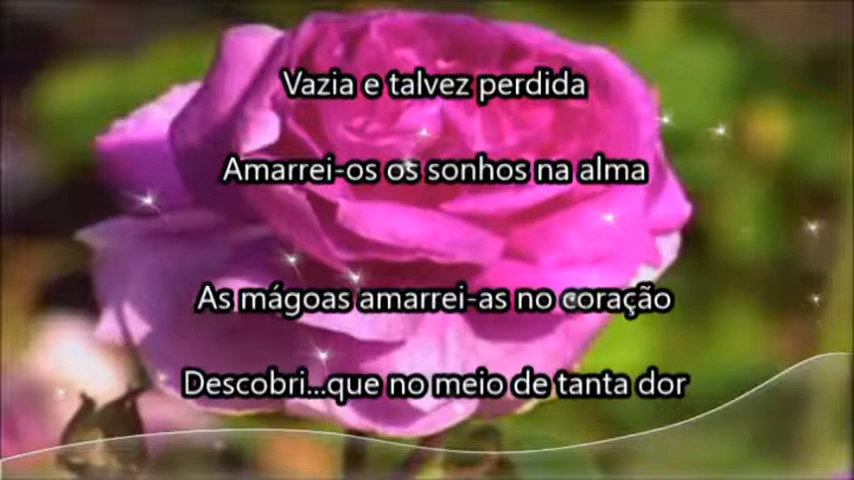 Vazia e talvez perdida
Amarrei-os os sonhos na alma
As mágoas amarrei-as no coração
Descobri...que no meio de tanta dor